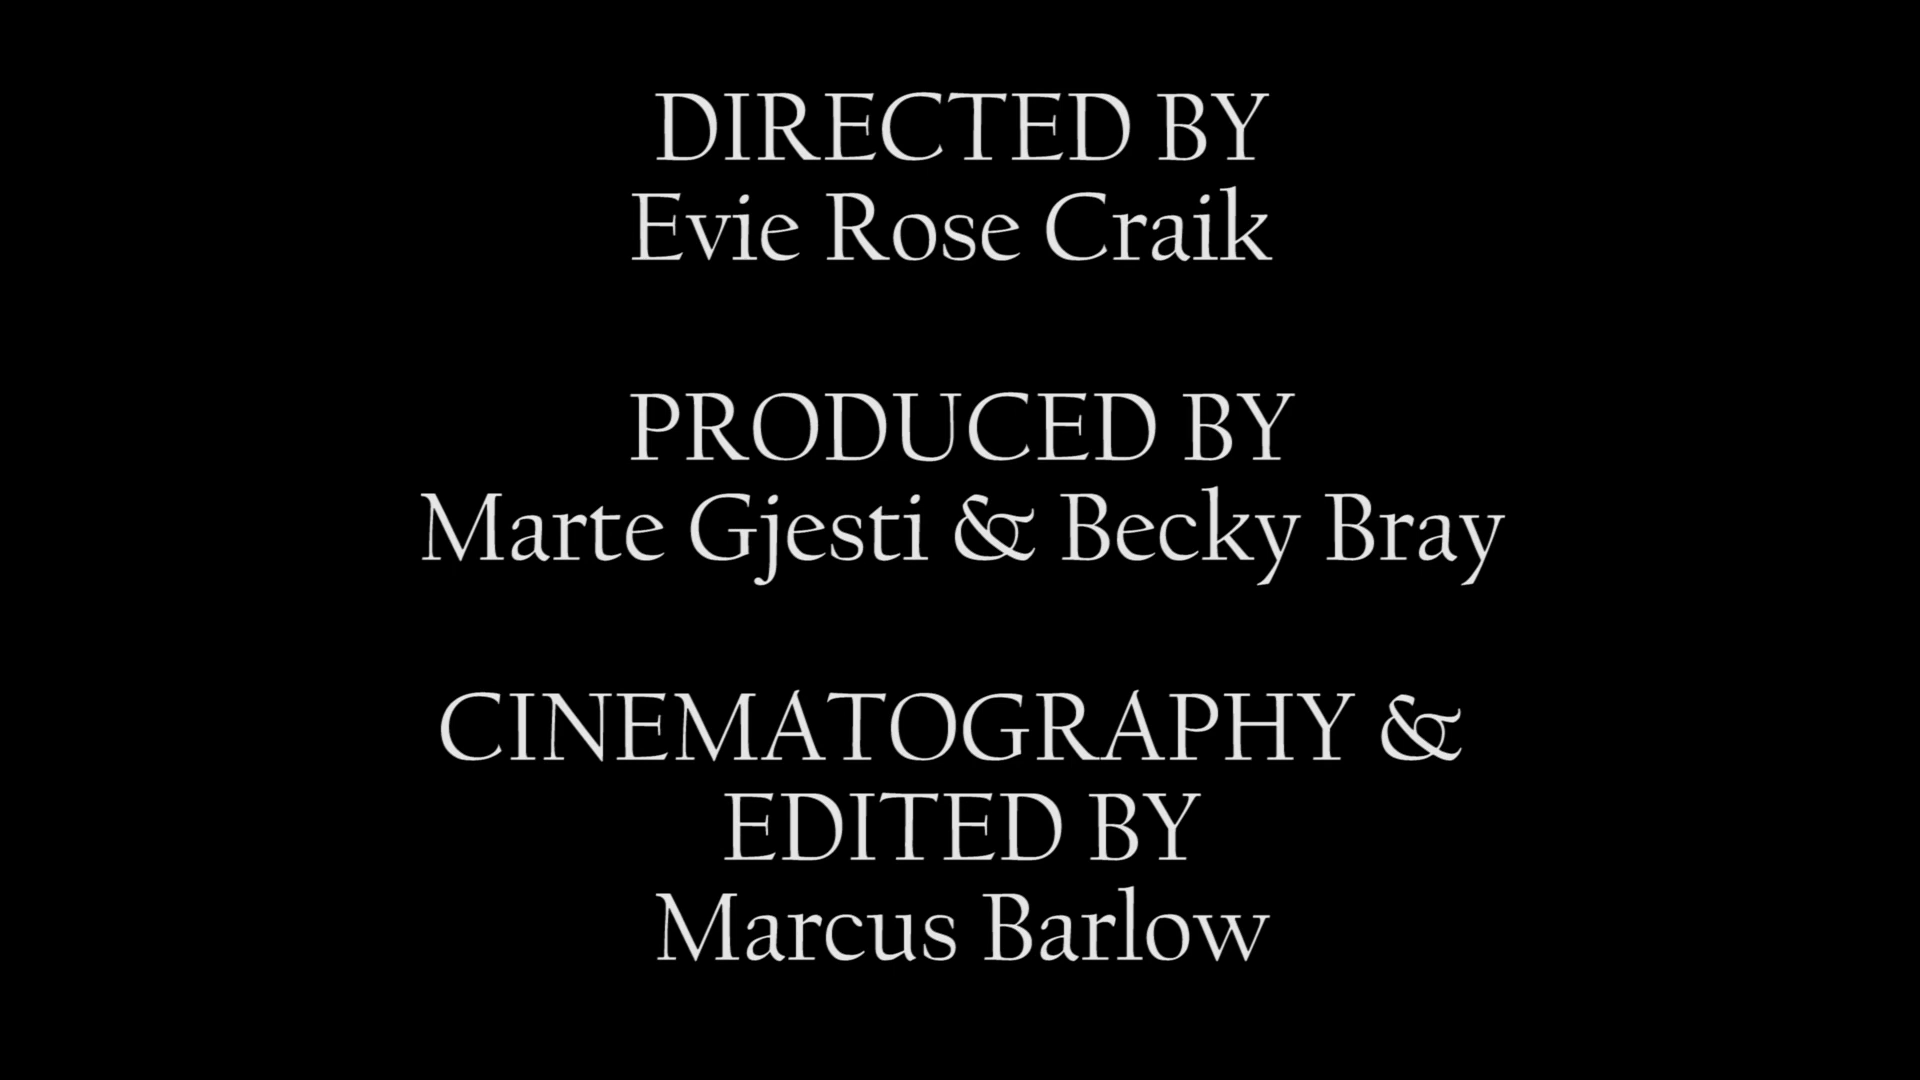 DIRECTED BY
Evie Rose Craik
PRODUCED BY
Marte Gjesti & Becky Bray
CINEMATOGRAPHY &
EDITED BY
Marcus Barlow